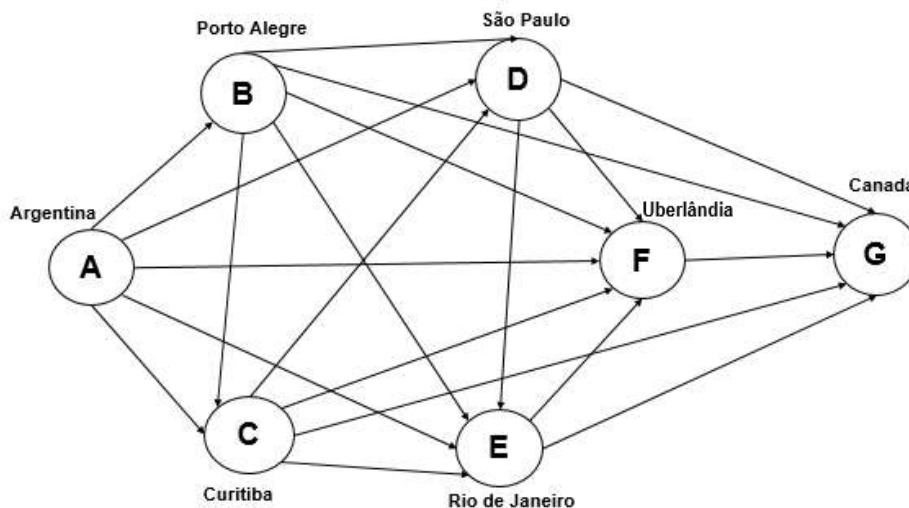 Porto Alegre
São Paulo
B
D
Argentina
Uberlândia
Canada
A
F
G
C
E
Curitiba
Rio de Janeiro